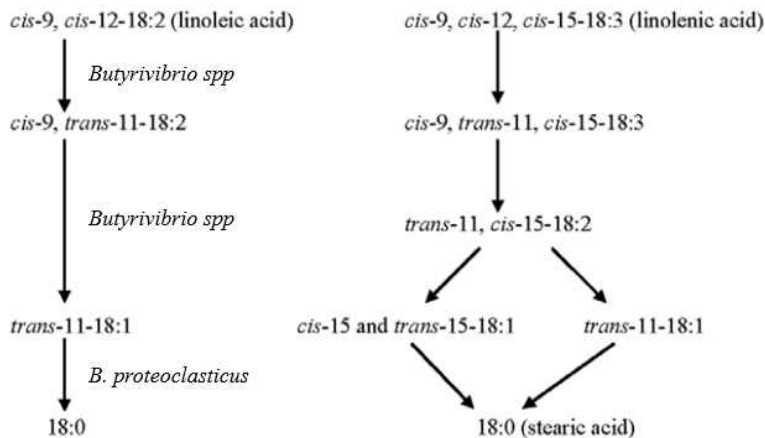 cis-9, cis-12-18:2 (linoleic acid)
Butyrivibrio spp
cis-9, trans-11-18:2
Butyrivibrio spp
trans-11-18:1
B. proteoclasticus
18:0
cis-9, cis-12, cis-15-18:3 (linolenic acid)
cis-9, trans-11, cis-15-18:3
trans-11, cis-15-18:2
cis-15 and trans-15-18:1
trans-11-18:1
18:0 (stearic acid)